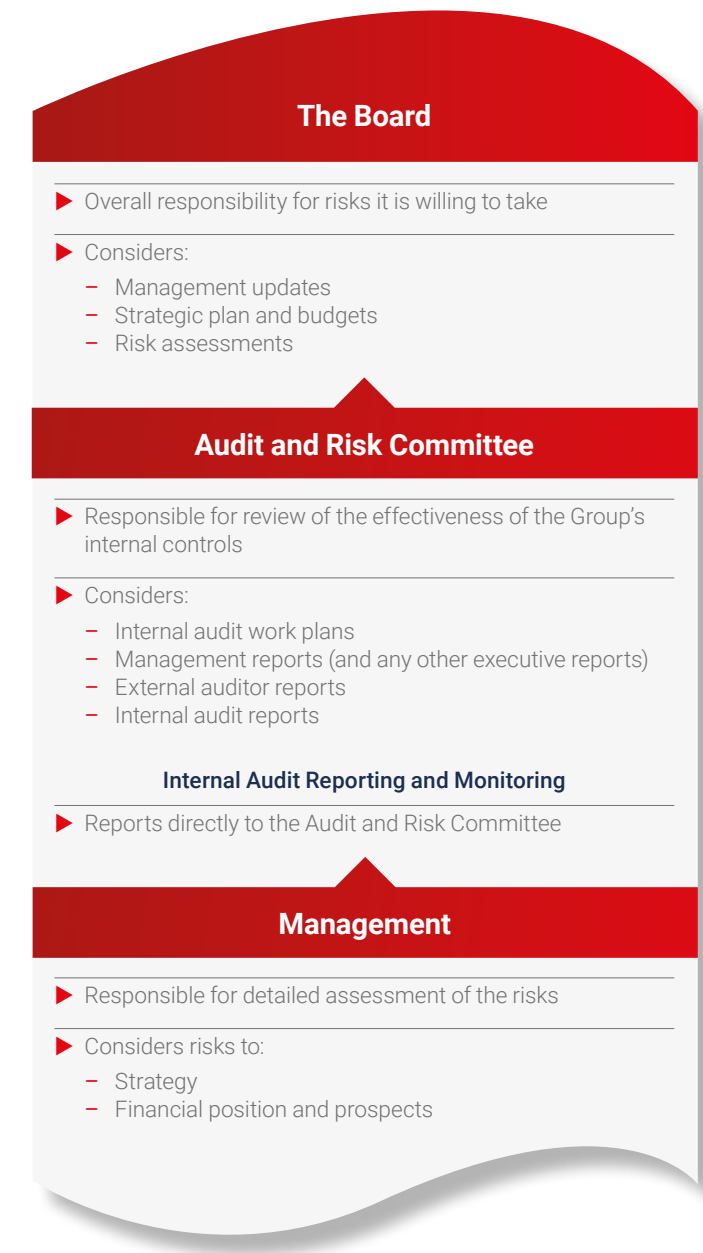 The Board
Overall responsibility for risks it is willing to take
Considers:
– Management updates
– Strategic plan and budgets
– Risk assessments
Audit and Risk Committee
Responsible for review of the effectiveness of the Group’s
internal controls
Considers:
– Internal audit work plans
– Management reports (and any other executive reports)
– External auditor reports
– Internal audit reports
Internal Audit Reporting and Monitoring
Reports directly to the Audit and Risk Committee
Management
Responsible for detailed assessment of the risks
Considers risks to:
– Strategy
– Financial position and prospects